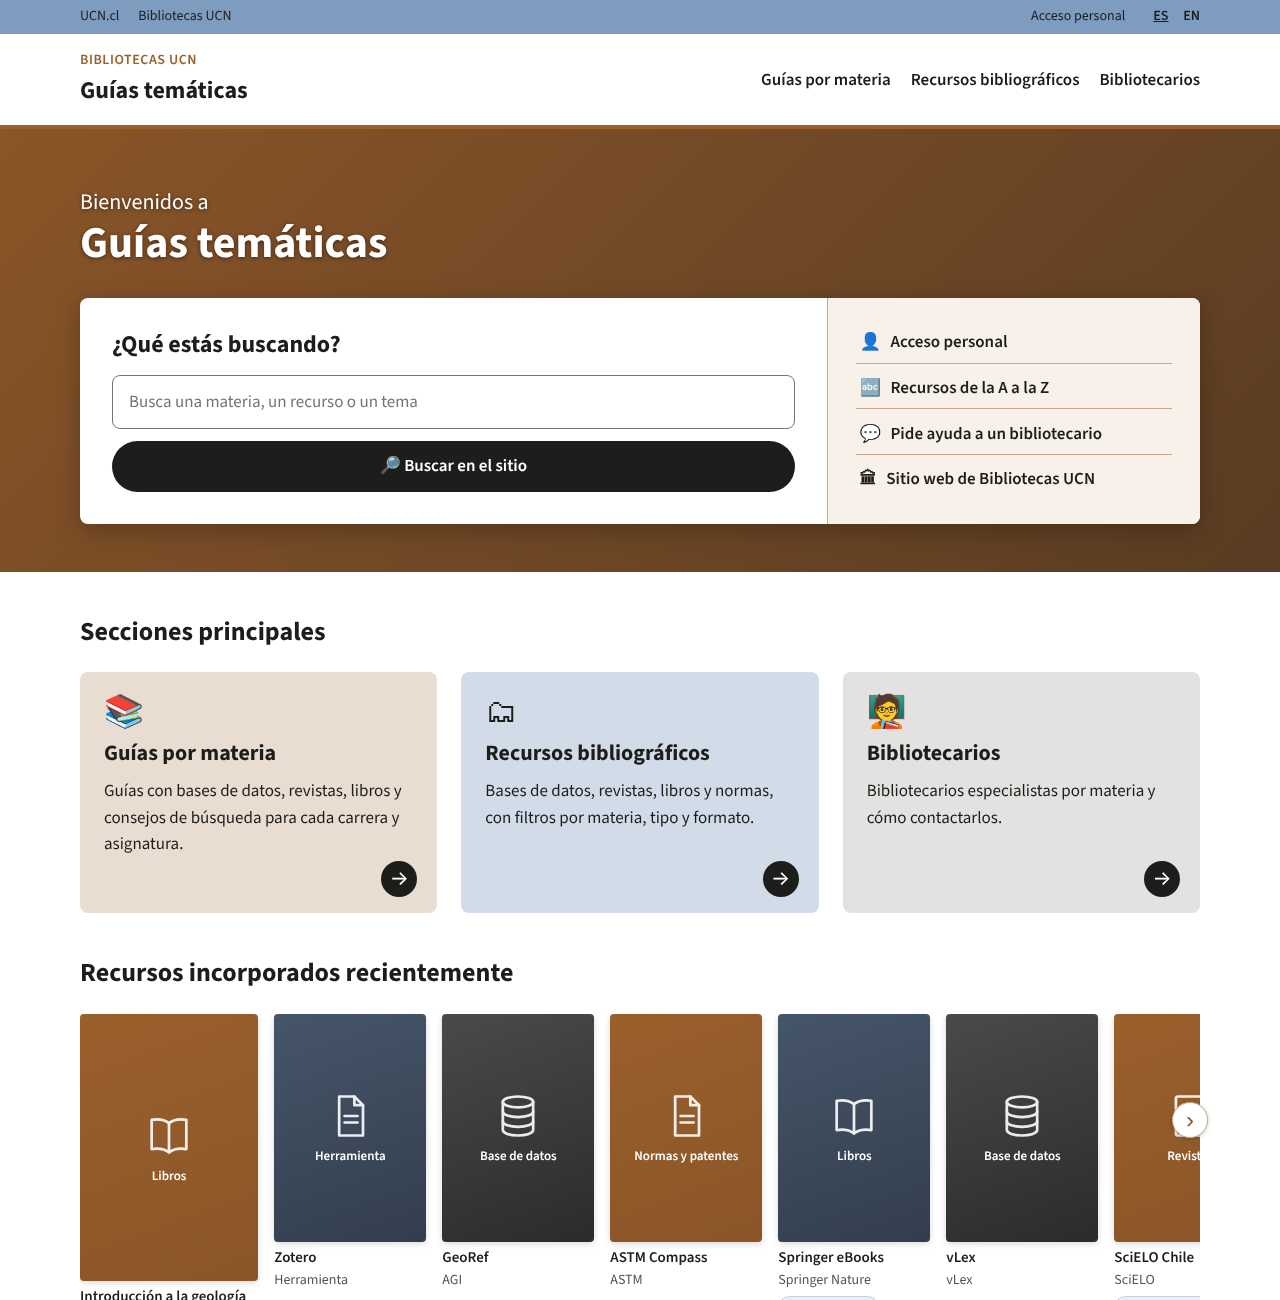 UCN.cl
Bibliotecas UCN
Acceso personal
ES
EN
BIBLIOTECAS UCN
Guías temáticas
Guías por materia
Recursos bibliográficos
Bibliotecarios
Bienvenidos a
Guías temáticas
¿Qué estás buscando?
Busca una materia, un recurso o un tema
Buscar en el sitio
Acceso personal
Recursos de la A a la Z
Pide ayuda a un bibliotecario
Sitio web de Bibliotecas UCN
Secciones principales
Guías por materia
Guías con bases de datos, revistas, libros y
consejos de búsqueda para cada carrera y
asignatura.
Recursos bibliográficos
Bases de datos, revistas, libros y normas,
con filtros por materia, tipo y formato.
Bibliotecarios
Bibliotecarios especialistas por materia y
cómo contactarlos.
Recursos incorporados recientemente
Libros
Introducción a la geología
Herramienta
Zotero
Herramienta
Base de datos
GeoRef
AGI
Normas y patentes
ASTM Compass
ASTM
Libros
Springer eBooks
Springer Nature
Base de datos
vLex
vLex
SciELO Chile
SciELO